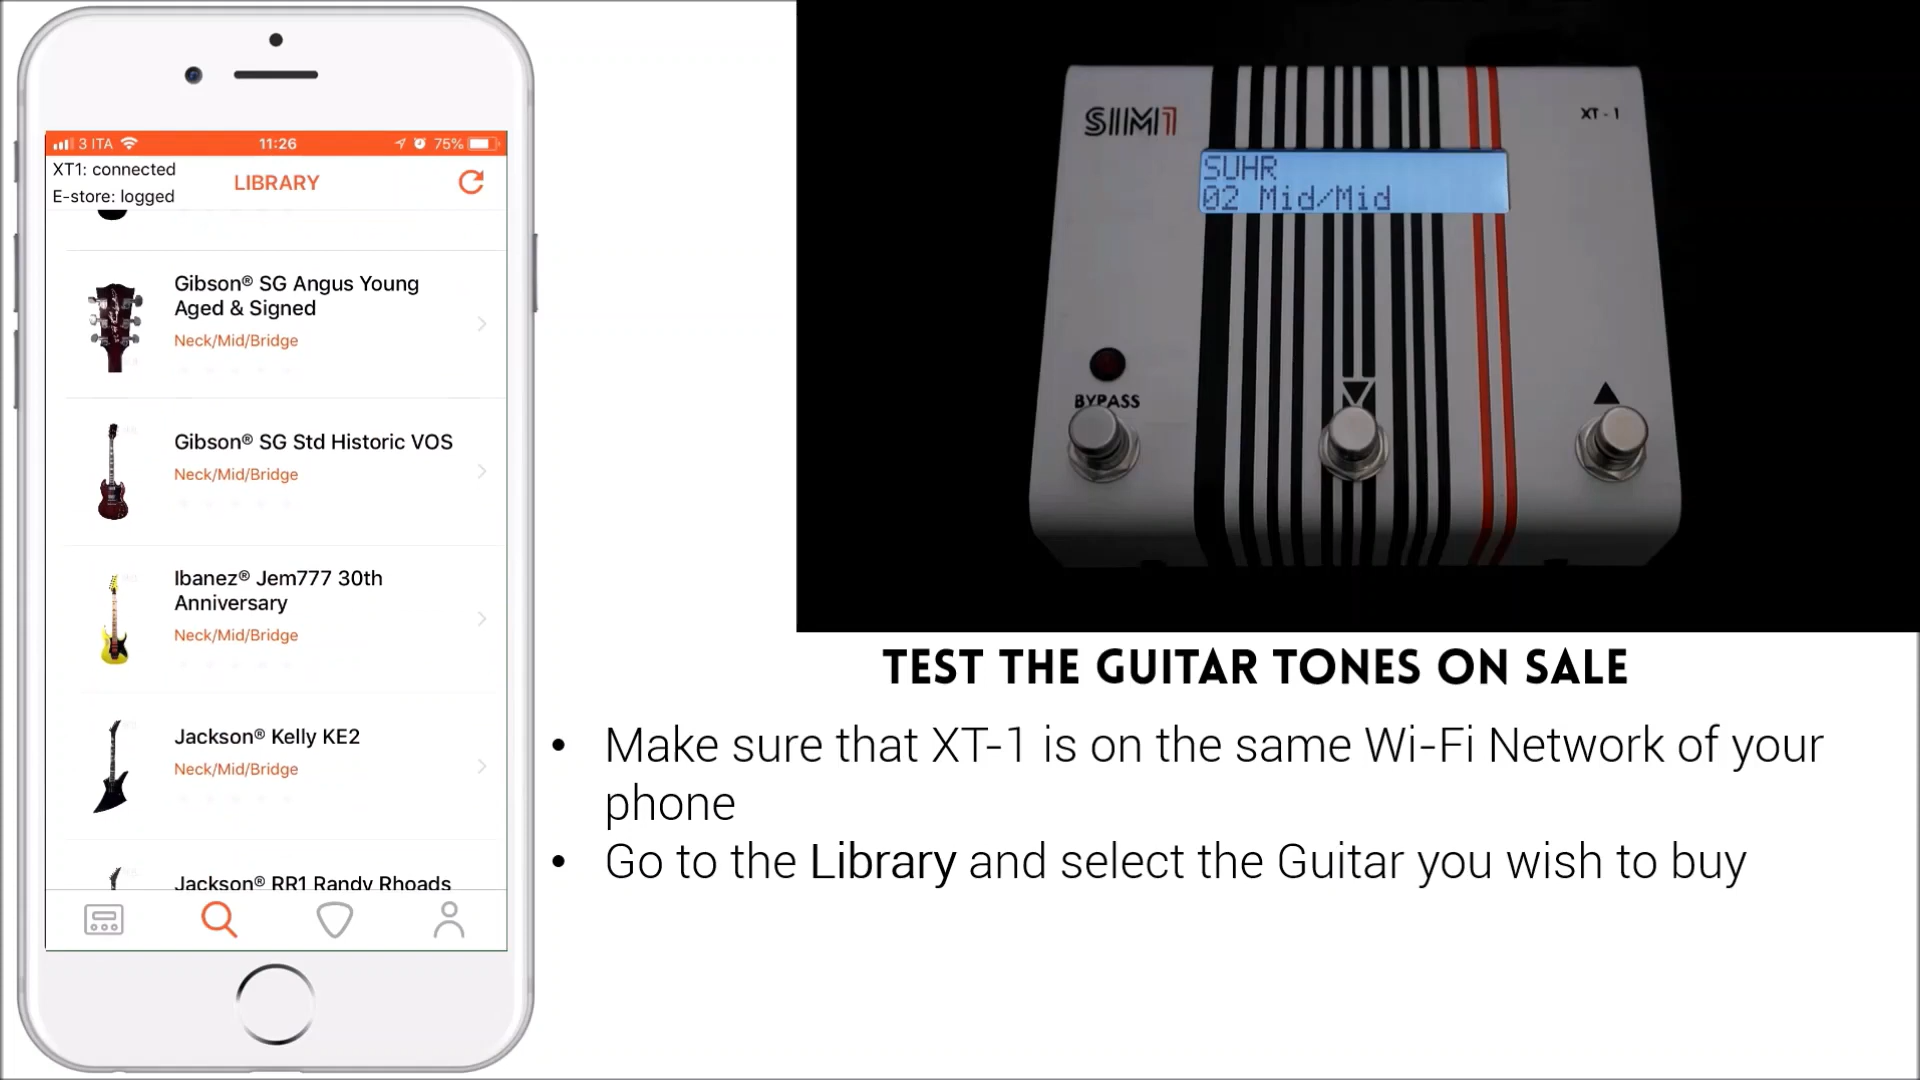 3 ITA
11:26
75%
XT1: connected
E-store: logged
LIBRARY
Gibson® SG Angus Young
Aged & Signed
Neck/Mid/Bridge
Gibson® SG Std Historic VOS
Neck/Mid/Bridge
Ibanez® Jem777 30th
Anniversary
Neck/Mid/Bridge
Jackson® Kelly KE2
Neck/Mid/Bridge
Jackson® RR1 Randy Rhoads
SIM1
XT-1
SUHR
02 Mid/Mid
BYPASS
TEST THE GUITAR TONES ON SALE
• Make sure that XT-1 is on the same Wi-Fi Network of your
phone
• Go to the Library and select the Guitar you wish to buy